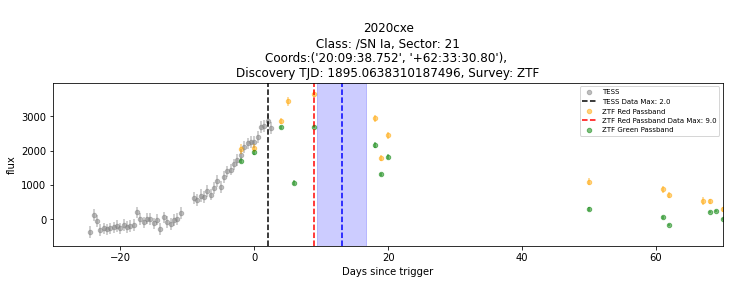 2020cxe
Class: /SN Ia, Sector: 21
Coords:('20:09:38.752', '+62:33:30.80'),
Discovery TJD: 1895.0638310187496, Survey: ZTF
flux
3000
2000
1000
0
TESS
TESS Data Max: 2.0
ZTF Red Passband
ZTF Red Passband Data Max: 9.0
ZTF Green Passband
−20
0
20
40
60
Days since trigger